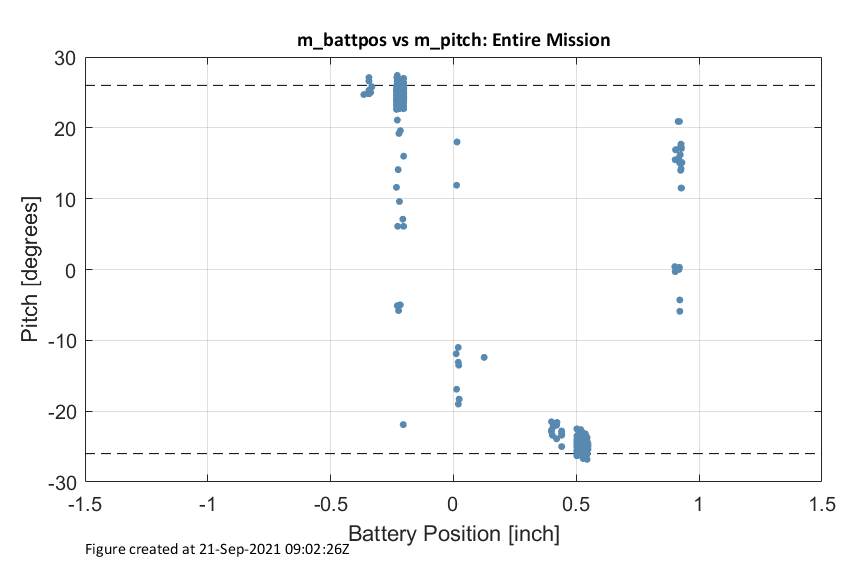 m_battpos vs m_pitch: Entire Mission
30
20
10
0
-10
-20
-30
Pitch [degrees]
-1.5 -1 -0.5 0 0.5 1 1.5
Battery Position [inch]
Figure created at 21-Sep-2021 09:02:26Z